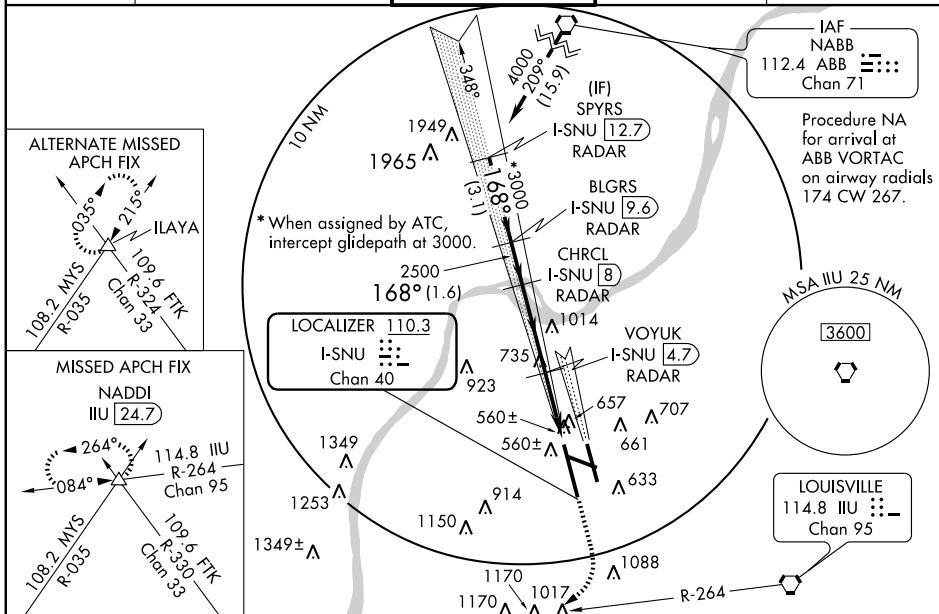 IAF
NABB
112.4 ABB
Chan 71
Procedure NA
for arrival at
ABB VORTAC
on airway radials
174 CW 267.
10 NM
348°
4000
209°
(15.9)
(IF)
SPYRS
I-SNU 12.7
RADAR
1949
1965
168°
(3.1)
*3000
BLGRS
I-SNU 9.6
RADAR
* When assigned by ATC,
intercept glidepath at 3000.
2500
168° (1.6)
CHRCL
I-SNU 8
RADAR
1014
ALTERNATE MISSED
APCH FIX
035°
215°
ILAYA
108.2 MYS
R-035
109.6 FTK
R-324
Chan 33
LOCALIZER 110.3
I-SNU
Chan 40
735
VOYUK
I-SNU 4.7
RADAR
923
657
707
560±
560±
661
633
MSA IIU 25 NM
3600
MISSED APCH FIX
NADDI
IIU 24.7
264°
084°
114.8 IIU
R-264
Chan 95
108.2 MYS
R-035
109.6 FTK
R-330
Chan 33
1349
1253
914
1150
1349±
1088
1170
1017
1170
R-264
LOUISVILLE
114.8 IIU
Chan 95